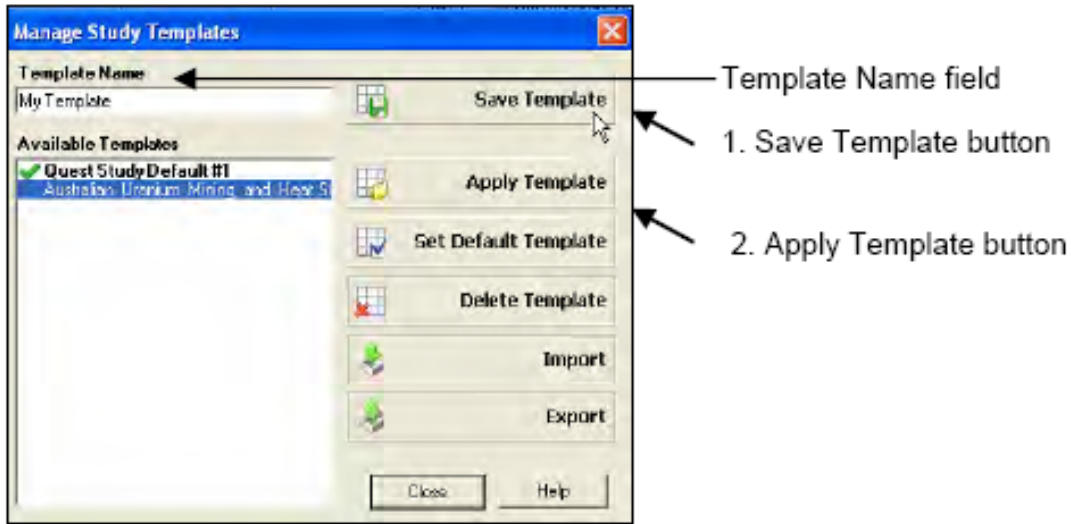 Manage Study Templates
Template Name
My Template
Save Template
Available Templates
Quest Study Default #1
Australian Uranium Mining and Heat S
Apply Template
Set Default Template
Delete Template
Import
Export
Close
Help
Template Name field
1. Save Template button
2. Apply Template button